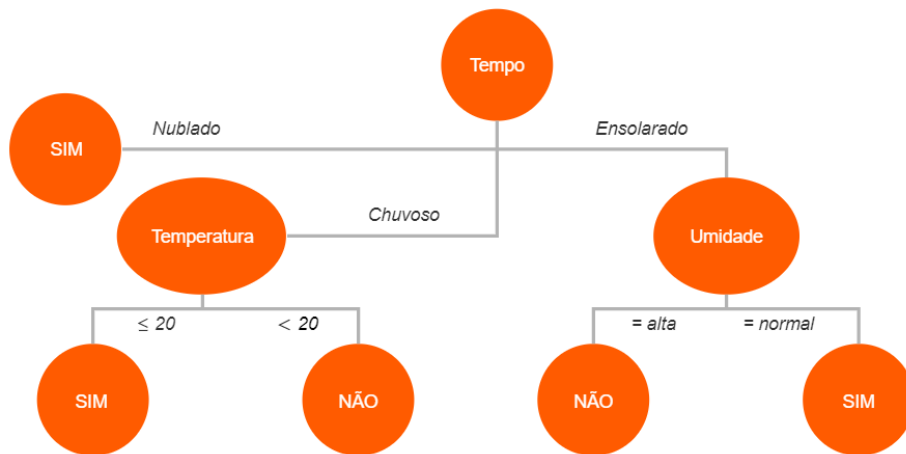 Tempo
Nublado
Ensolarado
SIM
Chuvoso
Temperatura
Umidade
≤ 20
< 20
= alta
= normal
SIM
NÃO
NÃO
SIM